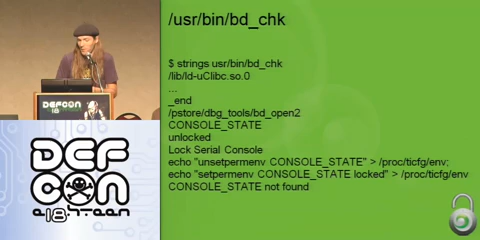 /usr/bin/bd_chk
$ strings usr/bin/bd_chk
/lib/ld-uClibc.so.0
...
_end
/pstore/dbg_tools/bd_open2
CONSOLE_STATE
unlocked
Lock Serial Console
echo "unsetpermenv CONSOLE_STATE" > /proc/ticfg/env;
echo "setpermenv CONSOLE_STATE locked" > /proc/ticfg/env
CONSOLE_STATE not found
DEFCON
DEF
CON
e18hteen